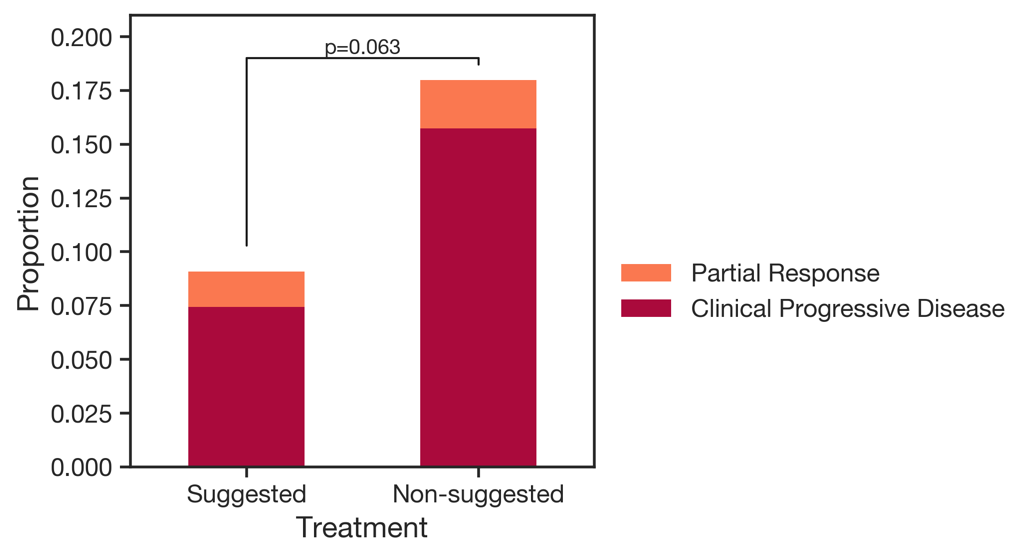 0.200
0.175
0.150
0.125
0.100
0.075
0.050
0.025
0.000
Proportion
p=0.063
Suggested
Non-suggested
Treatment
Partial Response
Clinical Progressive Disease